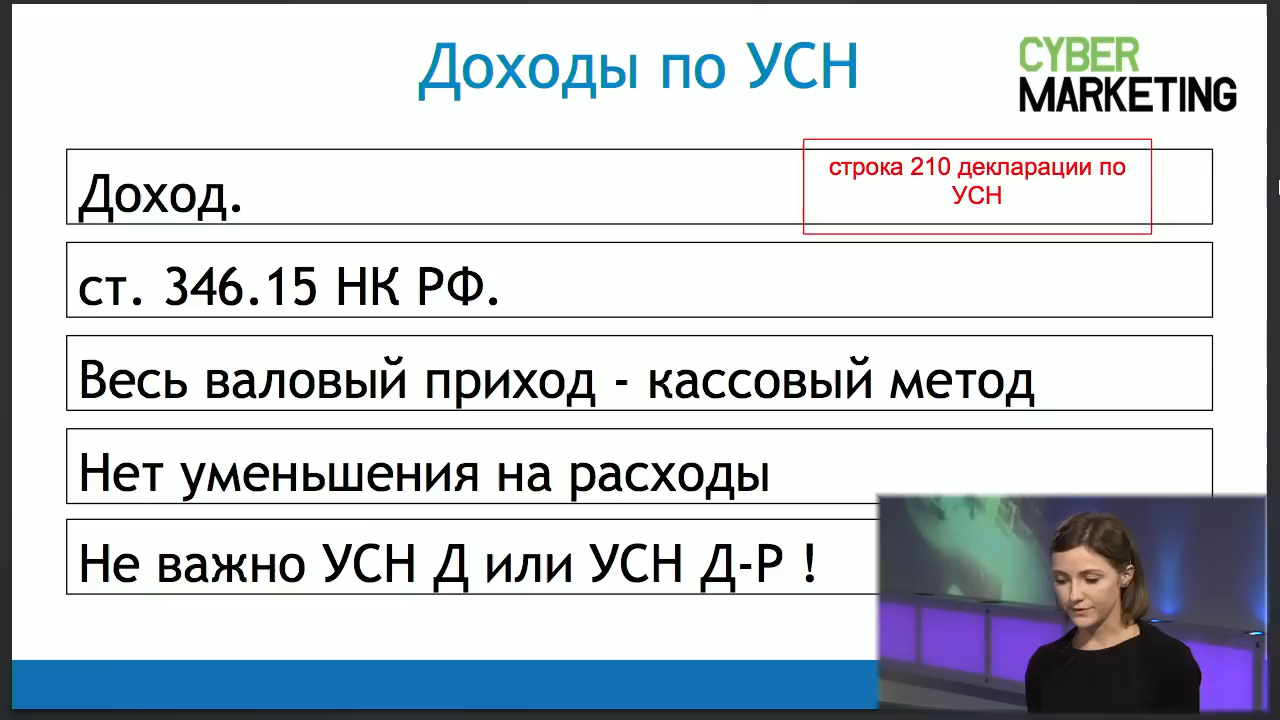 Доходы по УСН
CYBER
MARKETING
Доход.
строка 210 декларации по
УСН
ст. 346.15 НК РФ.
Весь валовый приход - кассовый метод
Нет уменьшения на расходы
Не важно УСН Д или УСН Д-Р !